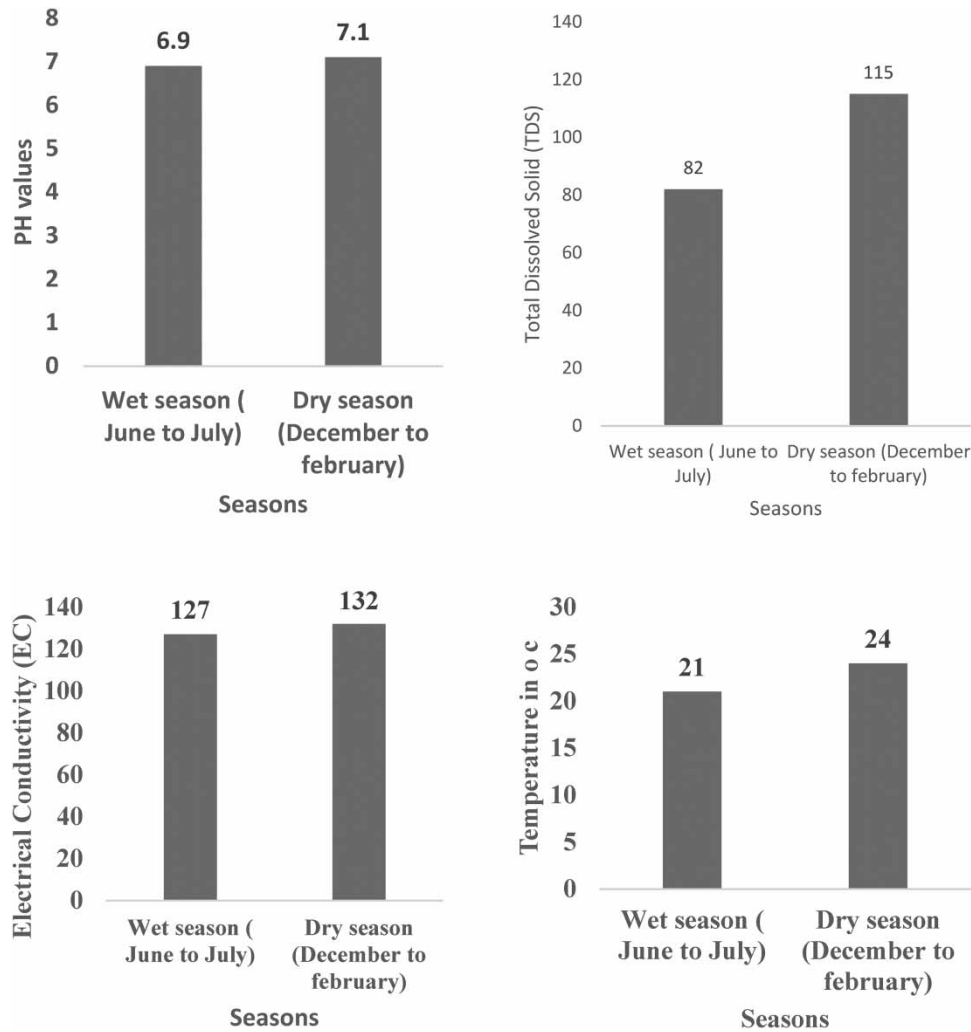 PH values
8
7
6
5
4
3
2
1
0
6.9
7.1
Wet season (
June to July)
Dry season
(December to
february)
Seasons
Total Dissolved Solid (TDS)
140
120
100
80
60
40
20
0
82
115
Wet season ( June to
July)
Dry season (December
to february)
Seasons
Electrical Conductivity (EC)
140
120
100
80
60
40
20
0
127
132
Wet season (
June to July)
Dry season
(December to
february)
Seasons
Temperature in o c
30
25
20
15
10
5
0
21
24
Wet season (
June to July)
Dry season
(December to
february)
Seasons